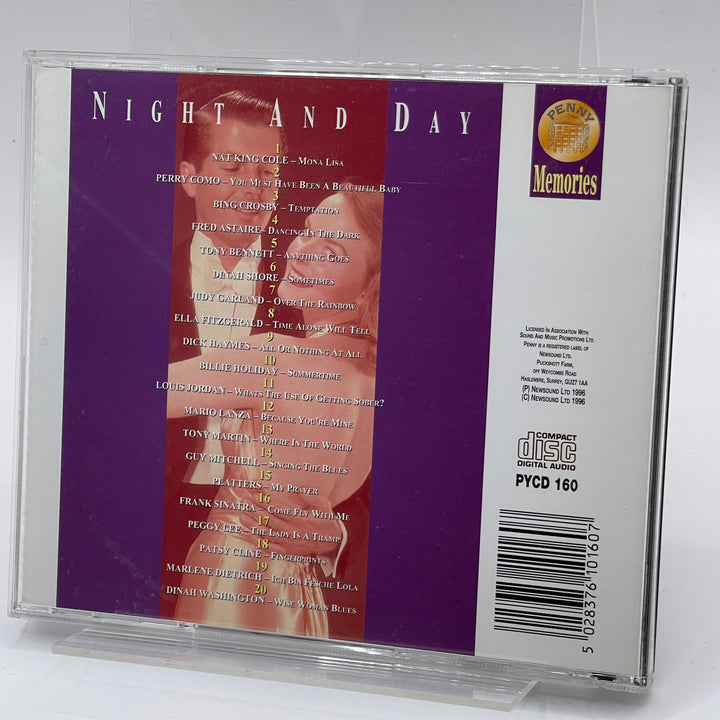 NIGHT AND DAY
1
NAT KING COLE – MONA LISA
2
PERRY COMO – YOU MUST HAVE BEEN A BEAUTIFULL BABY
3
BING CROSBY – TEMPTATION
4
FRED ASTAIRE – DANCING IN THE DARK
5
TONY BENNETT – ANYTHING GOES
6
DINAH SHORE – SOMETIMES
7
JUDY GARLAND – OVER THE RAINBOW
8
ELLA FITZGERALD – TIME ALONE WILL TELL
9
DICK HAYMES – ALL OR NOTHING AT ALL
10
BILLIE HOLIDAY – SUMMERTIME
11
LOUIS JORDAN – WHATS THE USE OF GETTING SOBER?
12
MARIO LANZA – BECAUSE YOU'RE MINE
13
TONY MARTIN – WHERE IN THE WORLD
14
GUY MITCHELL – SINGING THE BLUES
15
PLATTERS – MY PRAYER
16
FRANK SINATRA – COME FLY WITH ME
17
PEGGY LEE – THE LADY IS A TRAMP
18
PATSY CLINE – FINGERPRINTS
19
MARLENE DIETRICH – ICH BIN FESCHE LOLA
20
DINAH WASHINGTON – WISE WOMAN BLUES
PENNY
Memories
LICENSED IN ASSOCIATION WITH
SOUND AND MUSIC PROMOTIONS LTD
PENNY IS A REGISTERED LABEL OF
NEWSOUND LTD.
PUCKSHOTT FARM,
OFF WEYCOMBE ROAD
HASLEMERE, SURREY, GU27 1AA
(P) NEWSOUND LTD 1996
(C) NEWSOUND LTD 1996
COMPACT
disc
DIGITAL AUDIO
PYCD 160
5 028376 101607